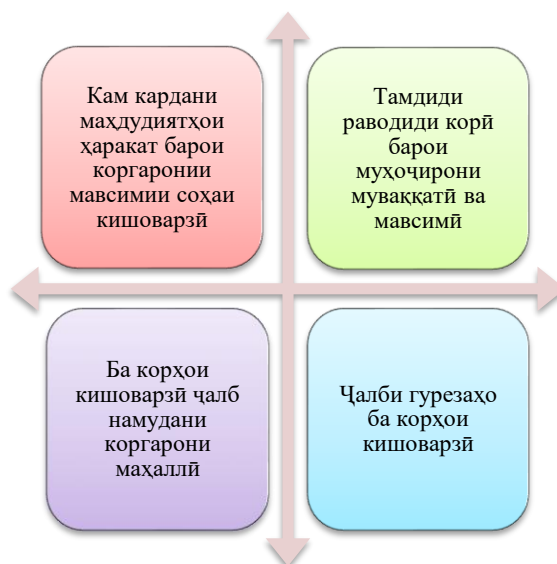 Кам кардани
маҳдудиятҳои
ҳаракат барои
коргаронии
мавсимии соҳаи
кишоварзӣ
Тамдиди
раводиди корӣ
барои
муҳоҷирони
муваққатӣ ва
мавсимӣ
Ба корҳои
кишоварзӣ ҷалб
намудани
коргарони
маҳаллӣ
Ҷалби гурезаҳо
ба корҳои
кишоварзӣ